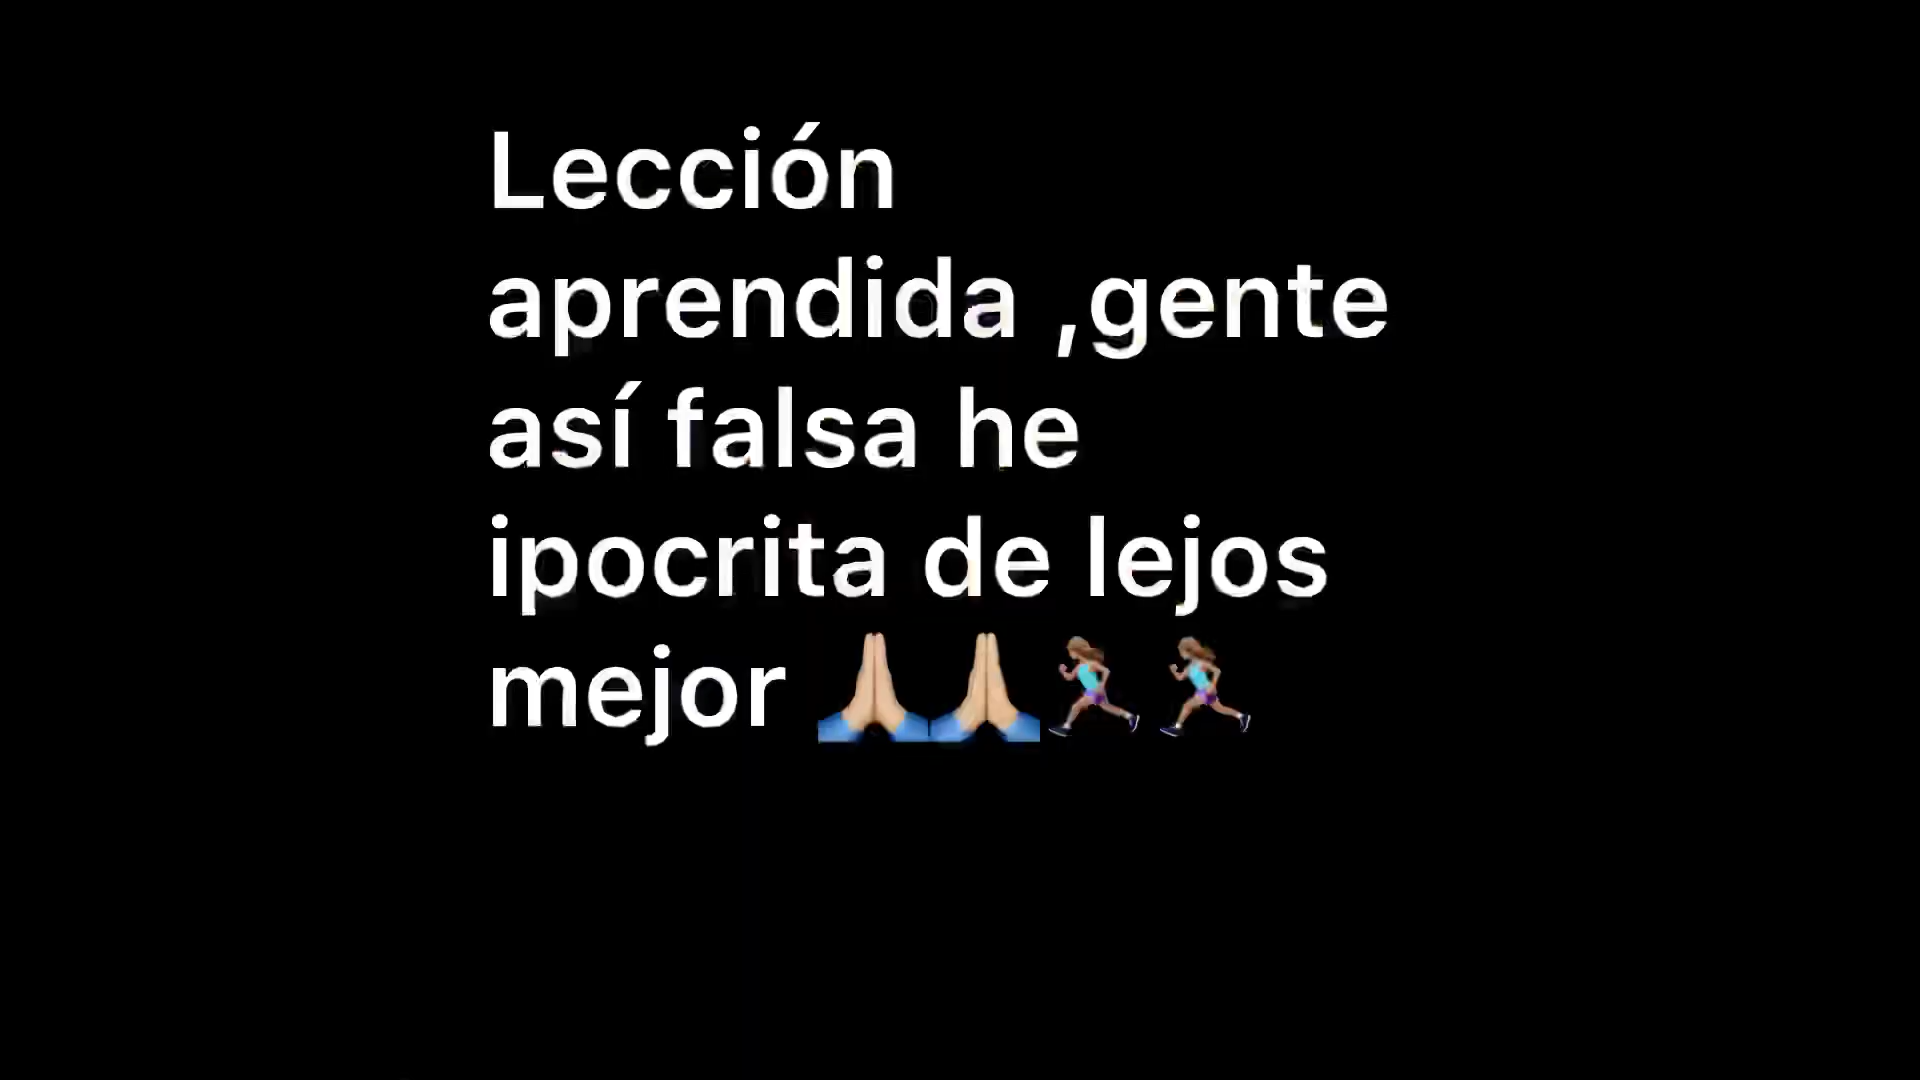 Lección
aprendida ,gente
así falsa he
ipocrita de lejos
mejor 🙏🏼🙏🏼🏃🏼‍♀️🏃🏼‍♀️